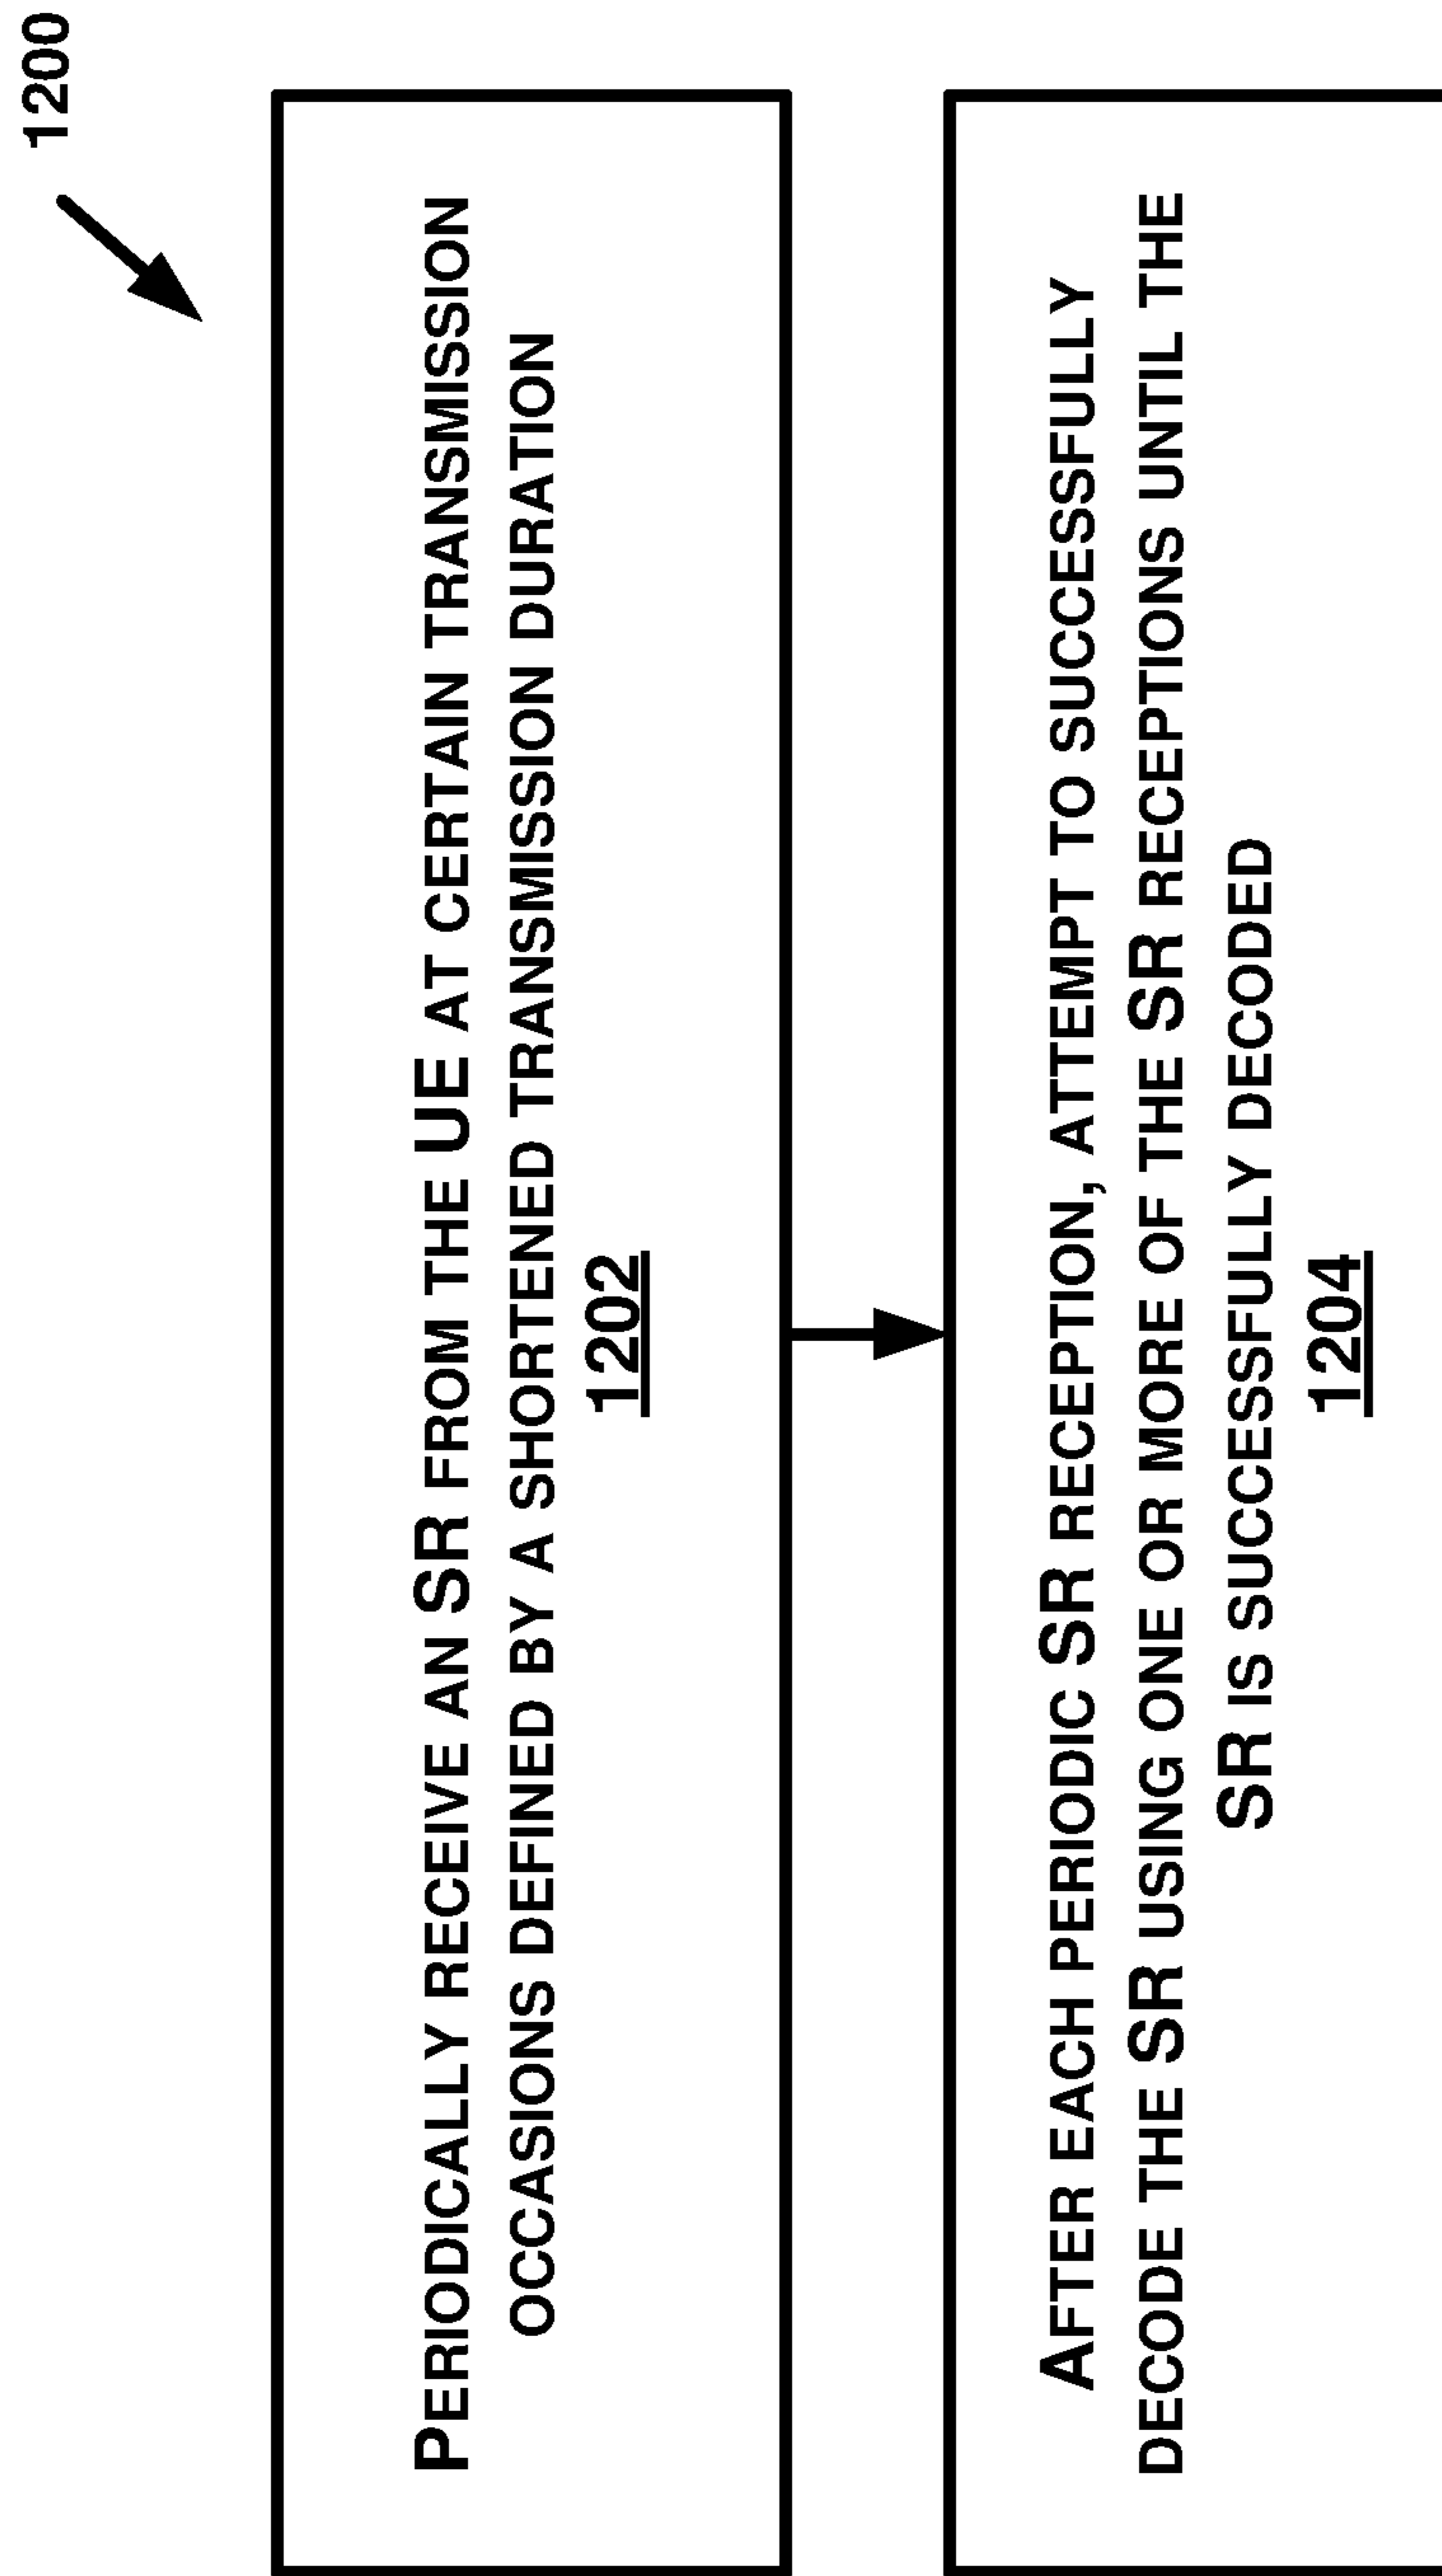 1200
PERIODICALLY RECEIVE AN SR FROM THE UE AT CERTAIN TRANSMISSION
OCCASIONS DEFINED BY A SHORTENED TRANSMISSION DURATION
1202
AFTER EACH PERIODIC SR RECEPTION, ATTEMPT TO SUCCESSFULLY
DECODE THE SR USING ONE OR MORE OF THE SR RECEPTIONS UNTIL THE
SR IS SUCCESSFULLY DECODED
1204